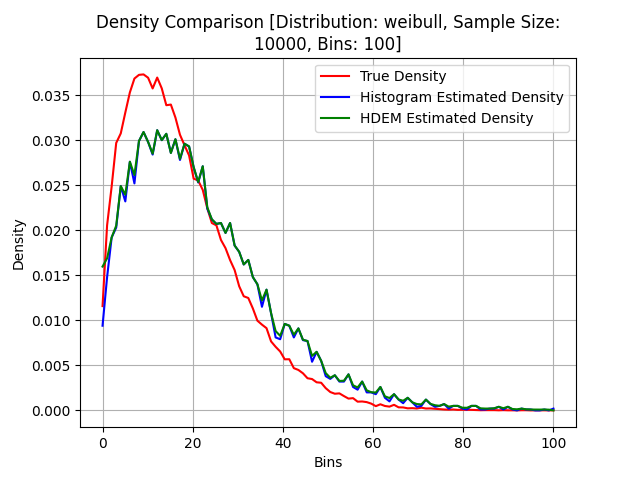 Density Comparison [Distribution: weibull, Sample Size:
10000, Bins: 100]
True Density
Histogram Estimated Density
HDEM Estimated Density
Density
0.035
0.030
0.025
0.020
0.015
0.010
0.005
0.000
0 20 40 60 80 100
Bins